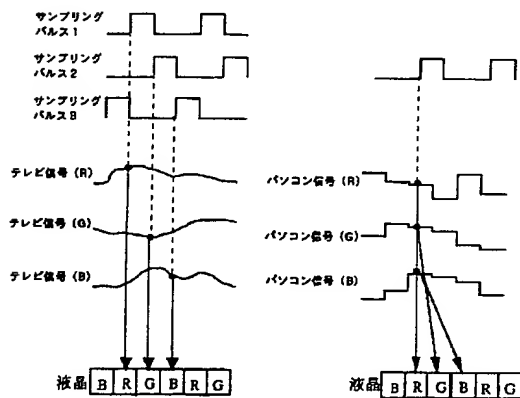 サンプリング
パルス1
サンプリング
パルス2
サンプリング
パルスB
テレビ信号 (R)
テレビ信号 (G)
テレビ信号 (B)
液晶 B R G B R G
パソコン信号 (R)
パソコン信号 (G)
パソコン信号 (B)
液晶 B R G B R G